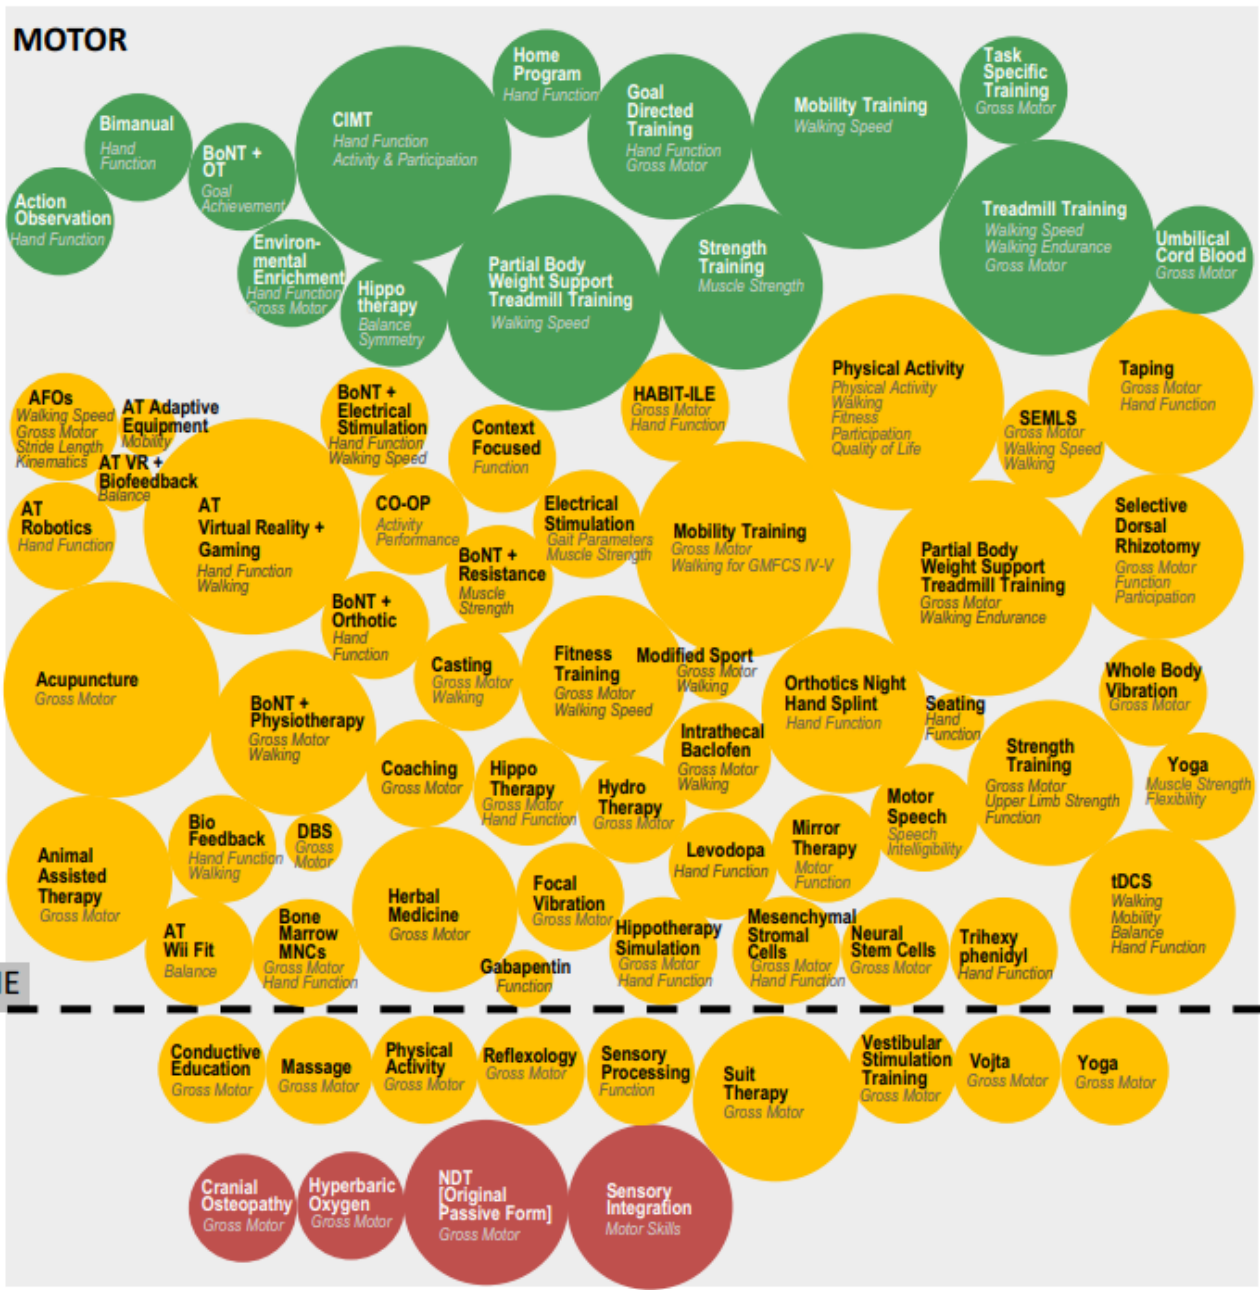 MOTOR
Action
Observation
Hand Function
Bimanual
Hand
Function
BoNT +
OT
Goal
Achievement
CIMT
Hand Function
Activity & Participation
Home
Program
Hand Function
Goal
Directed
Training
Hand Function
Gross Motor
Mobility Training
Walking Speed
Task
Specific
Training
Gross Motor
Environ-
mental
Enrichment
Hand Function
Gross Motor
Hippo
therapy
Balance
Symmetry
Partial Body
Weight Support
Treadmill Training
Walking Speed
Strength
Training
Muscle Strength
Treadmill Training
Walking Speed
Walking Endurance
Gross Motor
Umbilical
Cord Blood
Gross Motor
AFOs
Walking Speed
Gross Motor
Stride Length
Kinematics
AT Adaptive
Equipment
Mobility
AT VR +
Biofeedback
Balance
BoNT +
Electrical
Stimulation
Hand Function
Walking Speed
Context
Focused
Function
HABIT-ILE
Gross Motor
Hand Function
Physical Activity
Physical Activity
Walking
Fitness
Participation
Quality of Life
SEMLS
Gross Motor
Walking Speed
Walking
Taping
Gross Motor
Hand Function
AT
Robotics
Hand Function
AT
Virtual Reality +
Gaming
Hand Function
Walking
CO-OP
Activity
Performance
Electrical
Stimulation
Gait Parameters
Muscle Strength
Mobility Training
Gross Motor
Walking for GMFCS IV-V
Partial Body
Weight Support
Treadmill Training
Gross Motor
Walking Endurance
Selective
Dorsal
Rhizotomy
Gross Motor
Function
Participation
BoNT +
Resistance
Muscle
Strength
BoNT +
Orthotic
Hand
Function
Acupuncture
Gross Motor
BoNT +
Physiotherapy
Gross Motor
Walking
Casting
Gross Motor
Walking
Fitness
Training
Gross Motor
Walking Speed
Modified Sport
Gross Motor
Walking
Orthotics Night
Hand Splint
Hand Function
Seating
Hand
Function
Whole Body
Vibration
Gross Motor
Coaching
Gross Motor
Hippo
Therapy
Gross Motor
Hand Function
Hydro
Therapy
Gross Motor
Intrathecal
Baclofen
Gross Motor
Walking
Strength
Training
Gross Motor
Upper Limb Strength
Function
Yoga
Muscle Strength
Flexibility
Animal
Assisted
Therapy
Gross Motor
Bio
Feedback
Hand Function
Walking
DBS
Gross
Motor
Herbal
Medicine
Gross Motor
Focal
Vibration
Gross Motor
Levodopa
Hand Function
Mirror
Therapy
Motor
Function
Motor
Speech
Speech
Intelligibility
tDCS
Walking
Mobility
Balance
Hand Function
AT
Wii Fit
Balance
Bone
Marrow
MNCs
Gross Motor
Hand Function
Gabapentin
Function
Hippotherapy
Simulation
Gross Motor
Hand Function
Mesenchymal
Stromal
Cells
Gross Motor
Hand Function
Neural
Stem Cells
Gross Motor
Trihexy
phenidyl
Hand Function
E
Conductive
Education
Gross Motor
Massage
Gross Motor
Physical
Activity
Gross Motor
Reflexology
Gross Motor
Sensory
Processing
Function
Suit
Therapy
Gross Motor
Vestibular
Stimulation
Training
Gross Motor
Vojta
Gross Motor
Yoga
Gross Motor
Cranial
Osteopathy
Gross Motor
Hyperbaric
Oxygen
Gross Motor
NDT
[Original
Passive Form]
Gross Motor
Sensory
Integration
Motor Skills